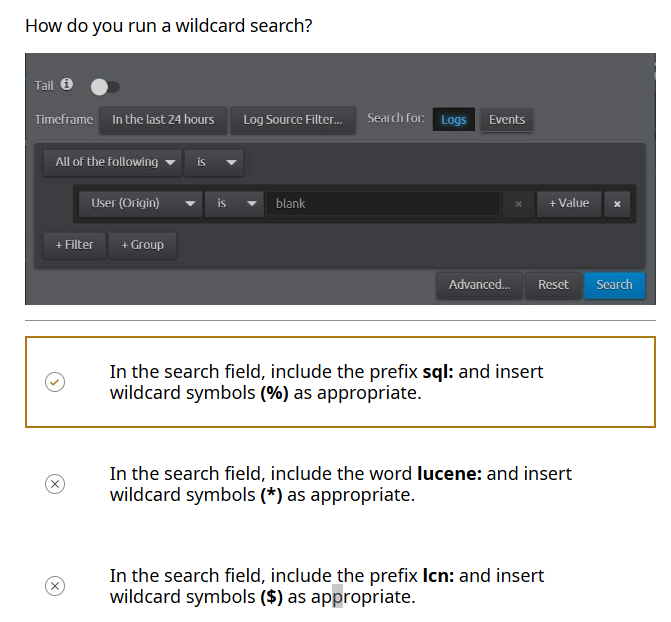 How do you run a wildcard search?
Tail
Timeframe In the last 24 hours Log Source Filter... Search for: Logs Events
All of the following is
User (Origin) is blank × + Value ×
+ Filter + Group
Advanced... Reset Search
In the search field, include the prefix sql: and insert
wildcard symbols (%) as appropriate.
In the search field, include the word lucene: and insert
wildcard symbols (*) as appropriate.
In the search field, include the prefix lcn: and insert
wildcard symbols ($) as appropriate.